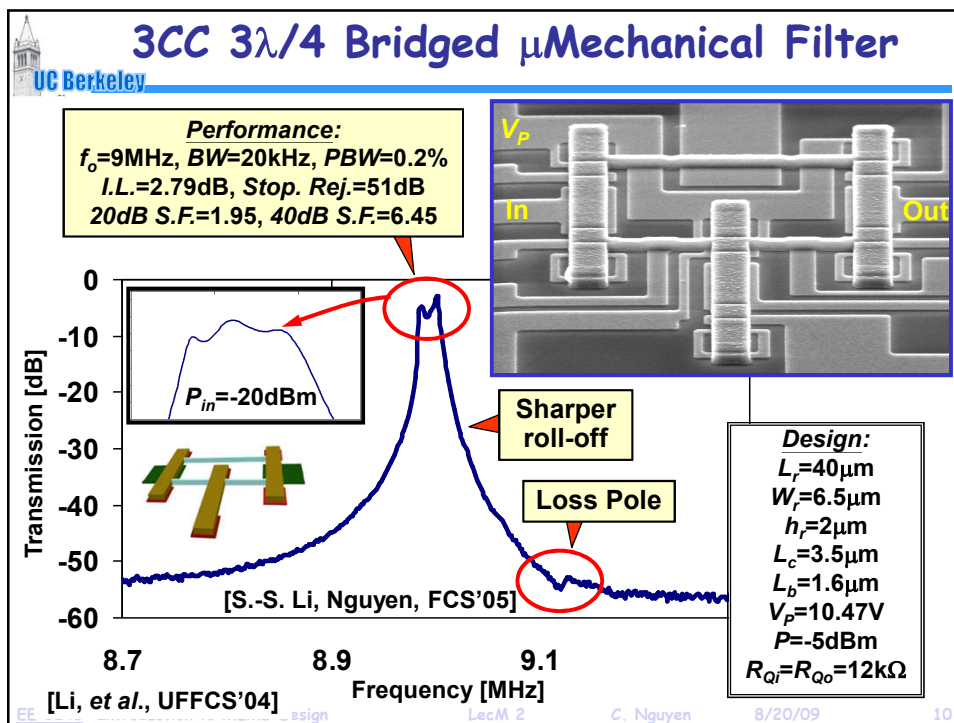 3CC 3λ/4 Bridged μMechanical Filter
UC Berkeley
Performance:
fo=9MHz, BW=20kHz, PBW=0.2%
I.L.=2.79dB, Stop. Rej.=51dB
20dB S.F.=1.95, 40dB S.F.=6.45
VP
In
Out
0
-10
-20
-30
-40
-50
-60
Transmission [dB]
Pin=-20dBm
Sharper
roll-off
Loss Pole
Design:
Lr=40μm
Wr=6.5μm
hr=2μm
Lc=3.5μm
Lb=1.6μm
VP=10.47V
P=-5dBm
RQi=RQo=12kΩ
[S.-S. Li, Nguyen, FCS'05]
8.7
8.9
9.1
Frequency [MHz]
[Li, et al., UFFCS'04]
EE
esign
LecM 2
C. Nguyen
8/20/09
10